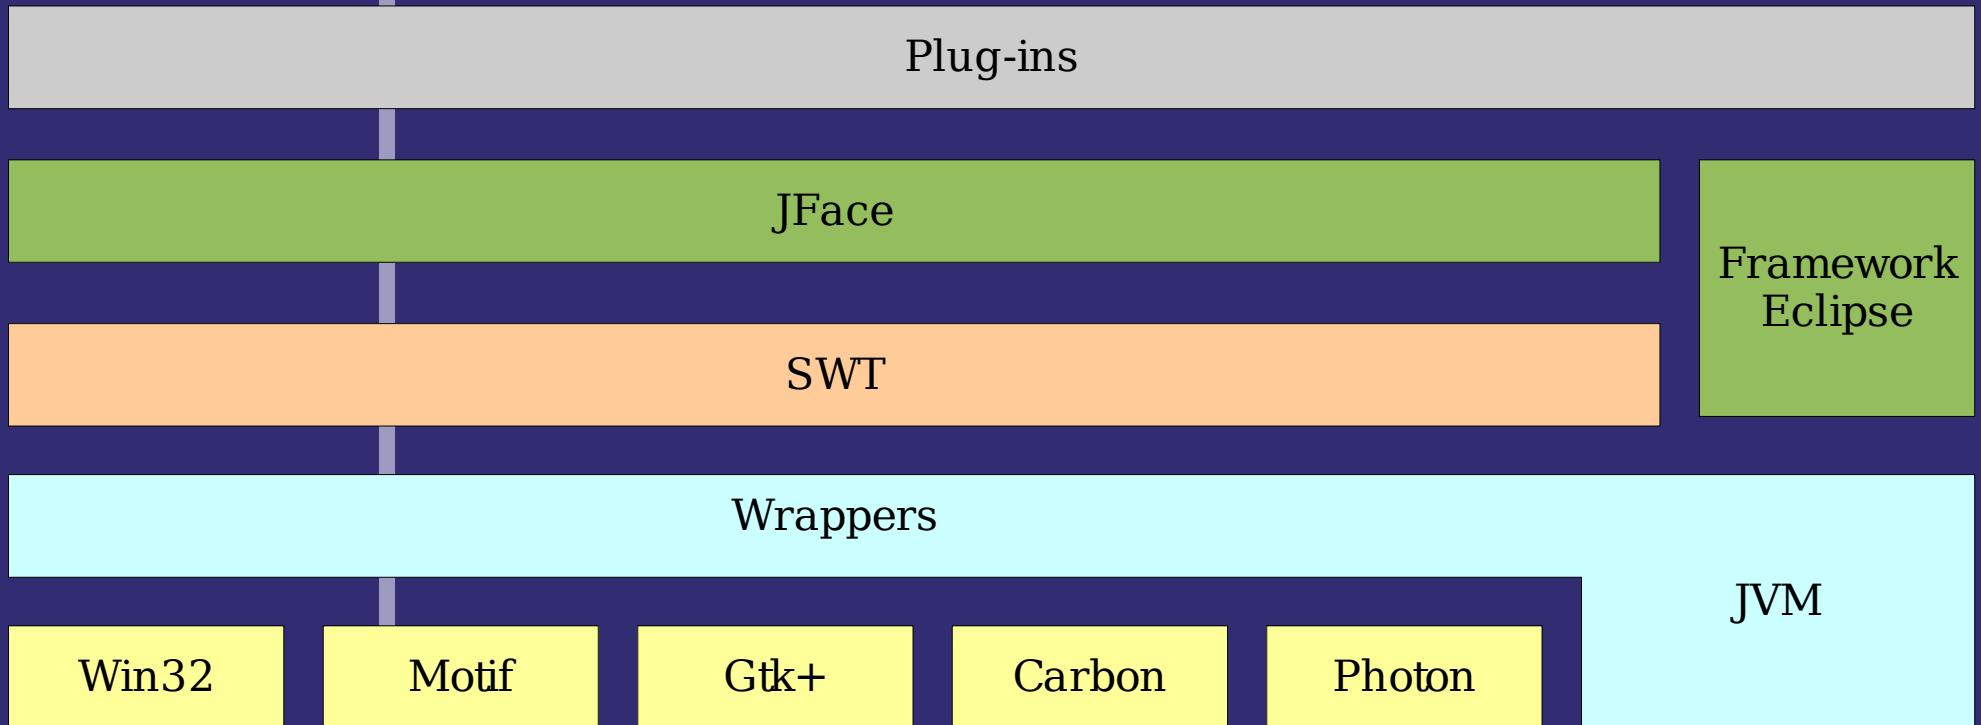 Plug-ins
JFace
Framework
Eclipse
SWT
Wrappers
JVM
Win32
Motif
Gtk+
Carbon
Photon